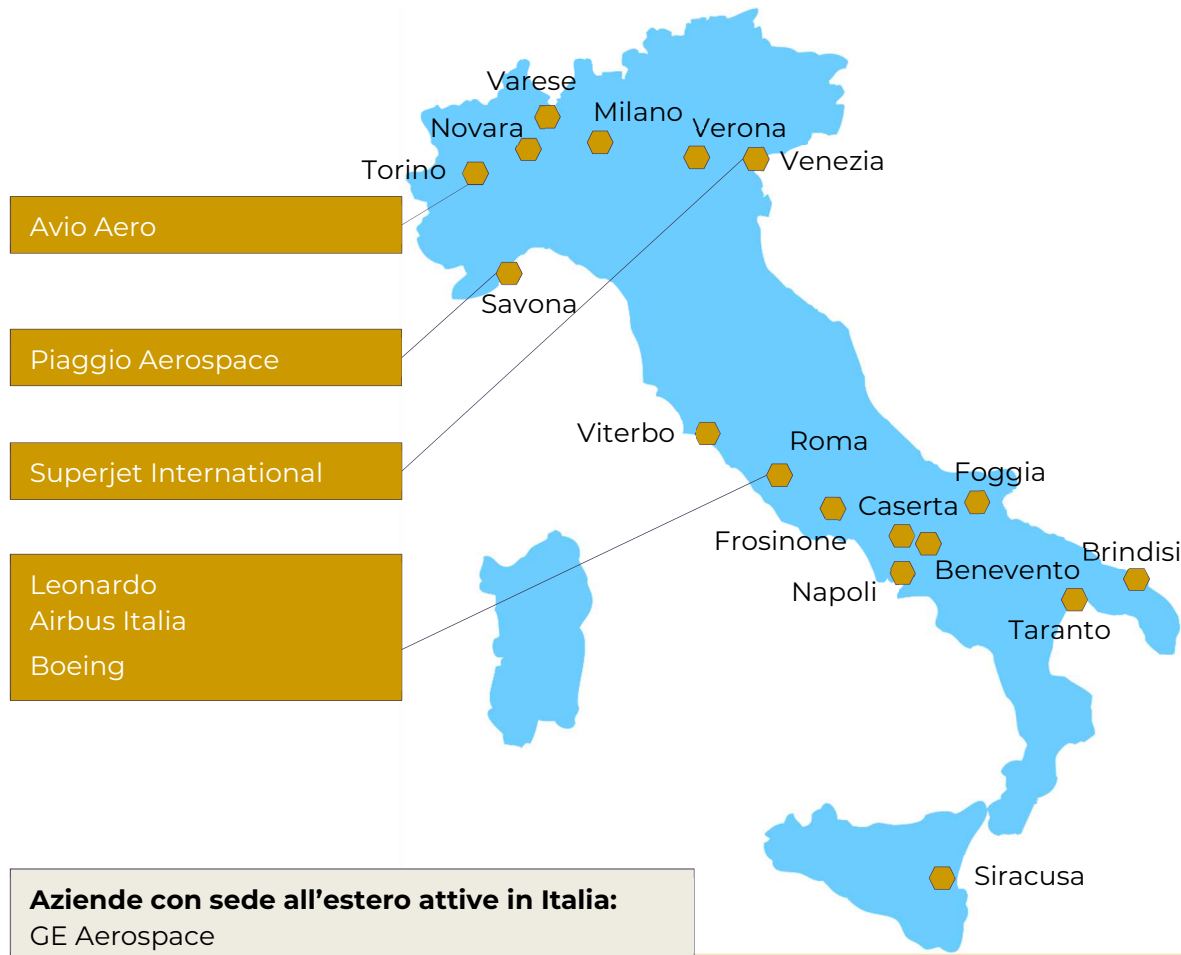 Varese
Milano
Novara
Verona
Torino
Venezia
Avio Aero
Savona
Piaggio Aerospace
Viterbo
Roma
Superjet International
Foggia
Caserta
Frosinone
Brindisi
Benevento
Napoli
Leonardo
Airbus Italia
Taranto
Boeing
Siracusa
Aziende con sede all’estero attive in Italia:
GE Aerospace